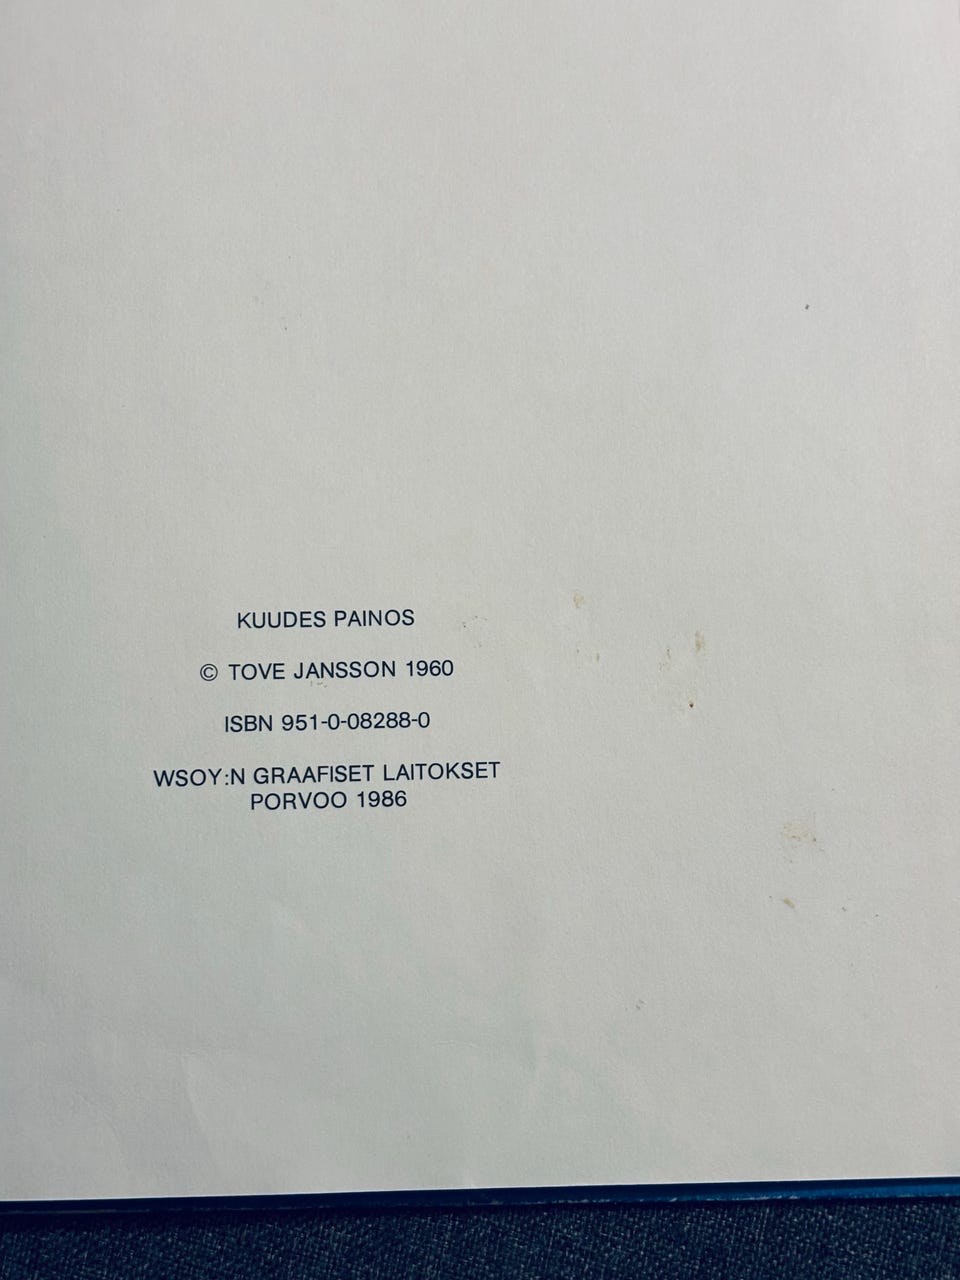 KUUDES PAINOS
© TOVE JANSSON 1960
ISBN 951-0-08288-0
WSOY:N GRAAFISET LAITOKSET
PORVOO 1986